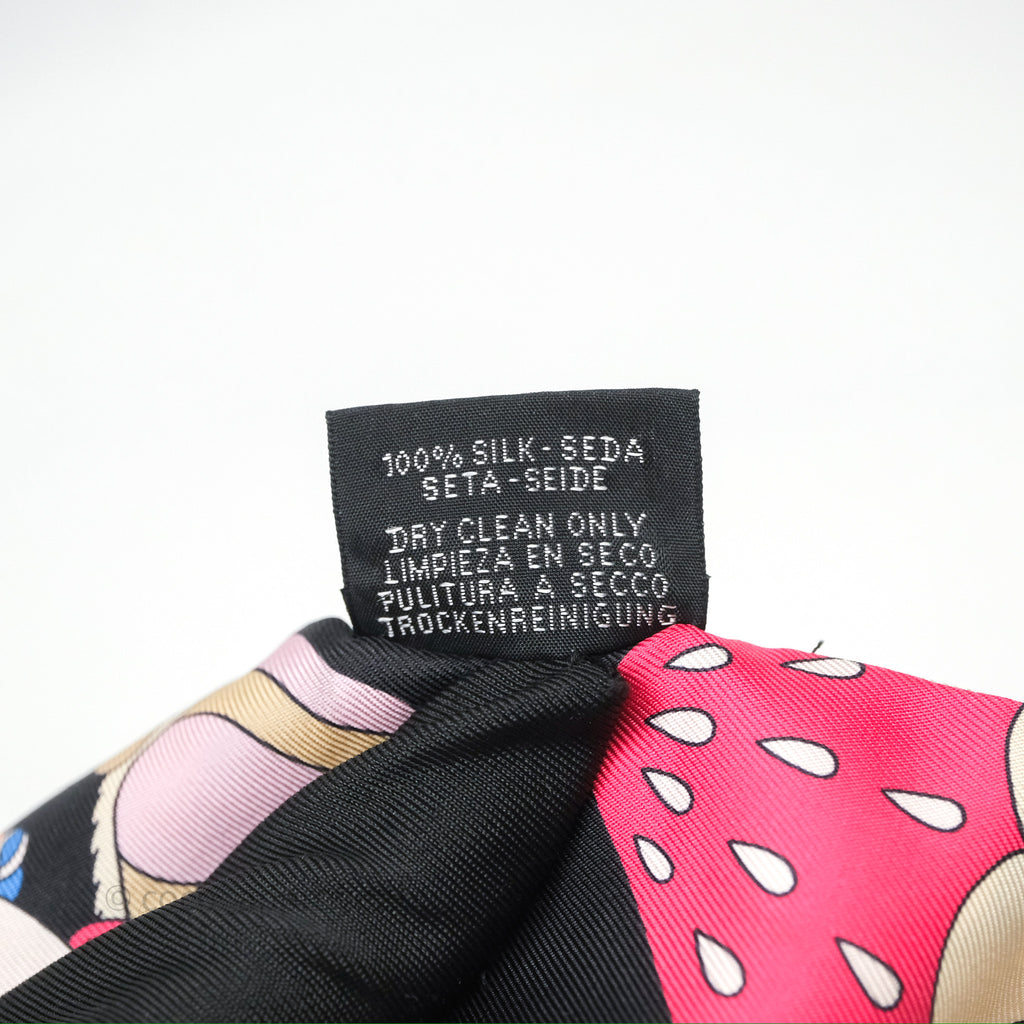 100% SILK-SEDA
SETA-SEIDE
DRY CLEAN ONLY
LIMPIEZA EN SECO
PULITURA A SECCO
TROCKENREINIGUNG